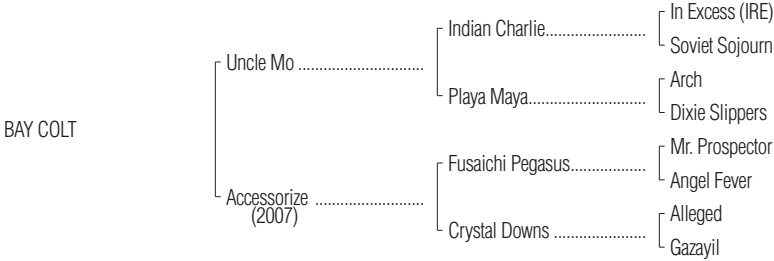 In Excess (IRE)
Indian Charlie........................
Soviet Sojourn
Uncle Mo ..............................
Arch
Playa Maya............................
Dixie Slippers
BAY COLT
Mr. Prospector
Fusaichi Pegasus..................
Angel Fever
Accessorize ..........................
(2007)
Alleged
Crystal Downs ......................
Gazayil